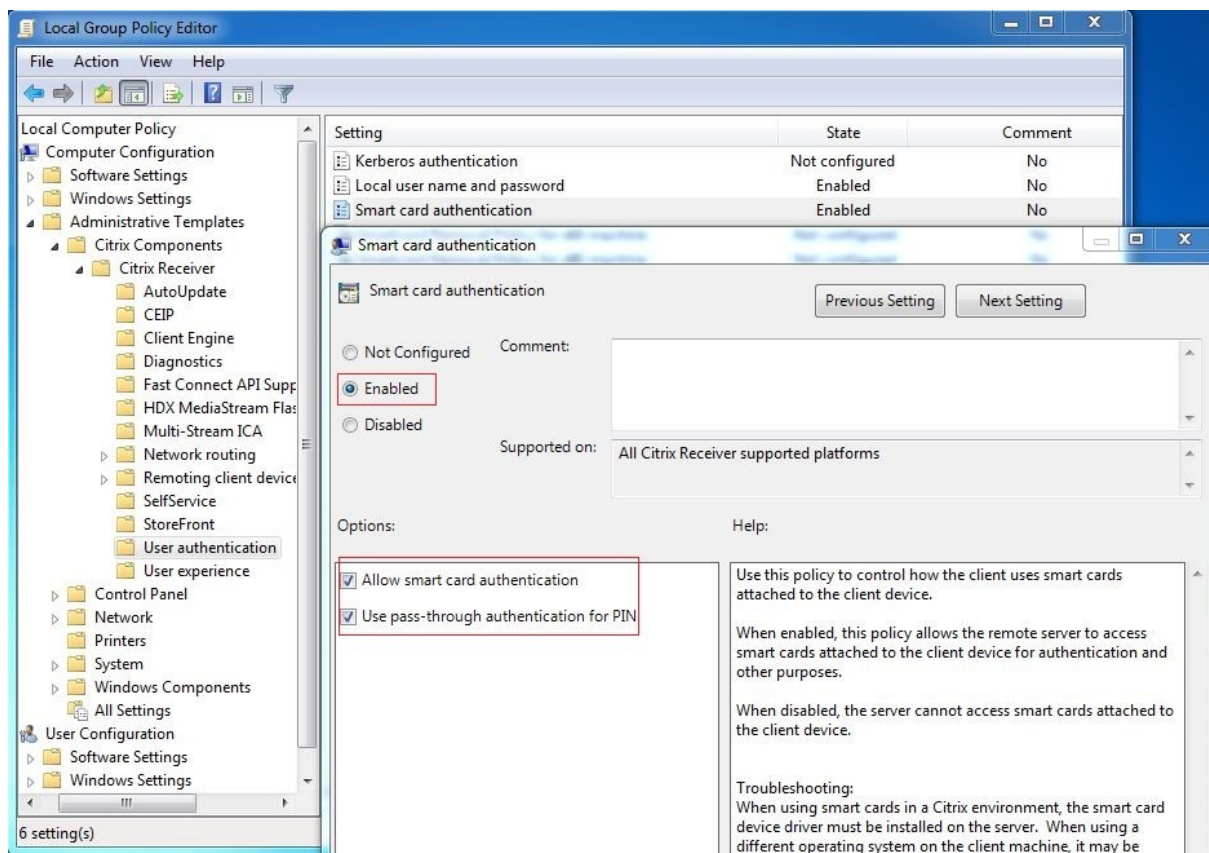 Local Group Policy Editor
File Action View Help
Local Computer Policy
Computer Configuration
Software Settings
Windows Settings
Administrative Templates
Citrix Components
Citrix Receiver
AutoUpdate
CEIP
Client Engine
Diagnostics
Fast Connect API Supp
HDX MediaStream Flas
Multi-Stream ICA
Network routing
Remoting client device
SelfService
StoreFront
User authentication
User experience
Control Panel
Network
Printers
System
Windows Components
All Settings
User Configuration
Software Settings
Windows Settings
6 setting(s)
Setting State Comment
Kerberos authentication Not configured No
Local user name and password Enabled No
Smart card authentication Enabled No
Smart card authentication
Smart card authentication
Previous Setting Next Setting
Not Configured
Enabled
Disabled
Comment:
Supported on: All Citrix Receiver supported platforms
Options:
Allow smart card authentication
Use pass-through authentication for PIN
Help:
Use this policy to control how the client uses smart cards
attached to the client device.
When enabled, this policy allows the remote server to access
smart cards attached to the client device for authentication and
other purposes.
When disabled, the server cannot access smart cards attached to
the client device.
Troubleshooting:
When using smart cards in a Citrix environment, the smart card
device driver must be installed on the server. When using a
different operating system on the client machine, it may be